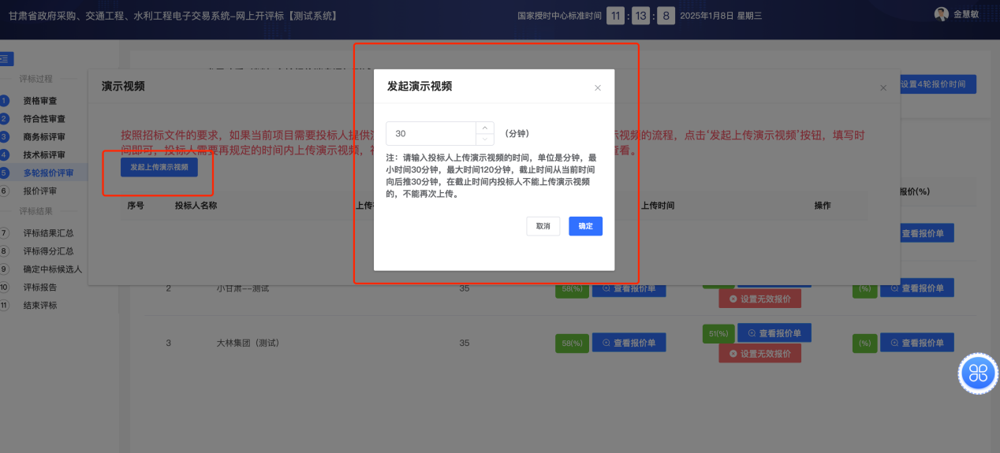 甘肃省政府采购、交通工程、水利工程电子交易系统-网上开评标【测试系统】
国家授时中心标准时间 11 : 13 : 8 2025年1月8日 星期三
金慧敏
评标过程
1 资格审查
2 符合性审查
3 商务标评审
4 技术标评审
5 多轮报价评审
6 报价评审
评标结果
7 评标结果汇总
8 评标得分汇总
9 确定中标候选人
10 评标报告
11 结束评标
设置4轮报价时间
演示视频
按照招标文件的要求，如果当前项目需要投标人提供
示视频的流程，点击‘发起上传演示视频’按钮，填写时
间即可，投标人需要再规定的时间内上传演示视频，
查看。
发起上传演示视频
序号 投标人名称 上传 上传时间 操作
报价(%)
发起演示视频
30 （分钟）
注：请输入投标人上传演示视频的时间，单位是分钟，最
小时间30分钟，最大时间120分钟，截止时间从当前时间
向后推30分钟，在截止时间内投标人不能上传演示视频
的，不能再次上传。
取消 确定
查看报价单
2 小甘肃——测试 35 58(%) 查看报价单 (%) 查看报价单
设置无效报价
3 大林集团（测试） 35 58(%) 查看报价单 51(%) 查看报价单 (%) 查看报价单
设置无效报价